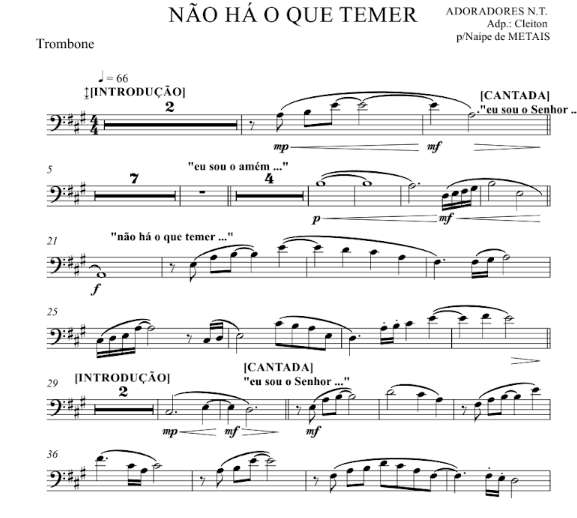 NÃO HÁ O QUE TEMER
ADORADORES N.T.
Adp.: Cleiton
p/Naipe de METAIS
Trombone
♩ = 66
[INTRODUÇÃO]
2
[CANTADA]
"eu sou o Senhor ..
4
4
mp
mf
5
7
"eu sou o amém ..."
4
p
mf
21
"não há o que temer ..."
f
25
29
[INTRODUÇÃO]
2
[CANTADA]
"eu sou o Senhor ..."
mp
mf
mf
36